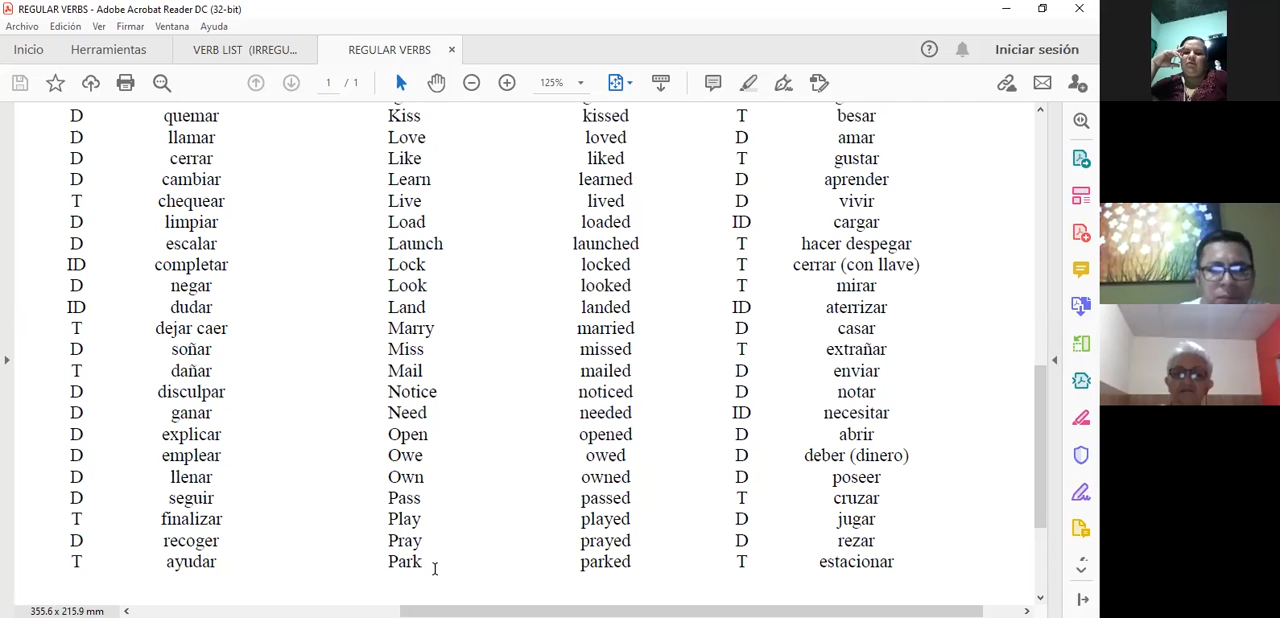 REGULAR VERBS - Adobe Acrobat Reader DC (32-bit)
Archivo Edición Ver Firmar Ventana Ayuda
Inicio Herramientas VERB LIST (IRREGU... REGULAR VERBS × Iniciar sesión
1 / 1 125%
D quemar Kiss kissed T besar
D llamar Love loved D amar
D cerrar Like liked T gustar
D cambiar Learn learned D aprender
T chequear Live lived D vivir
D limpiar Load loaded ID cargar
D escalar Launch launched T hacer despegar
ID completar Lock locked T cerrar (con llave)
D negar Look looked T mirar
ID dudar Land landed ID aterrizar
T dejar caer Marry married D casar
D soñar Miss missed T extrañar
T dañar Mail mailed D enviar
D disculpar Notice noticed D notar
D ganar Need needed ID necesitar
D explicar Open opened D abrir
D emplear Owe owed D deber (dinero)
D llenar Own owned D poseer
D seguir Pass passed T cruzar
T finalizar Play played D jugar
D recoger Pray prayed D rezar
T ayudar Park parked T estacionar
355.6 x 215.9 mm